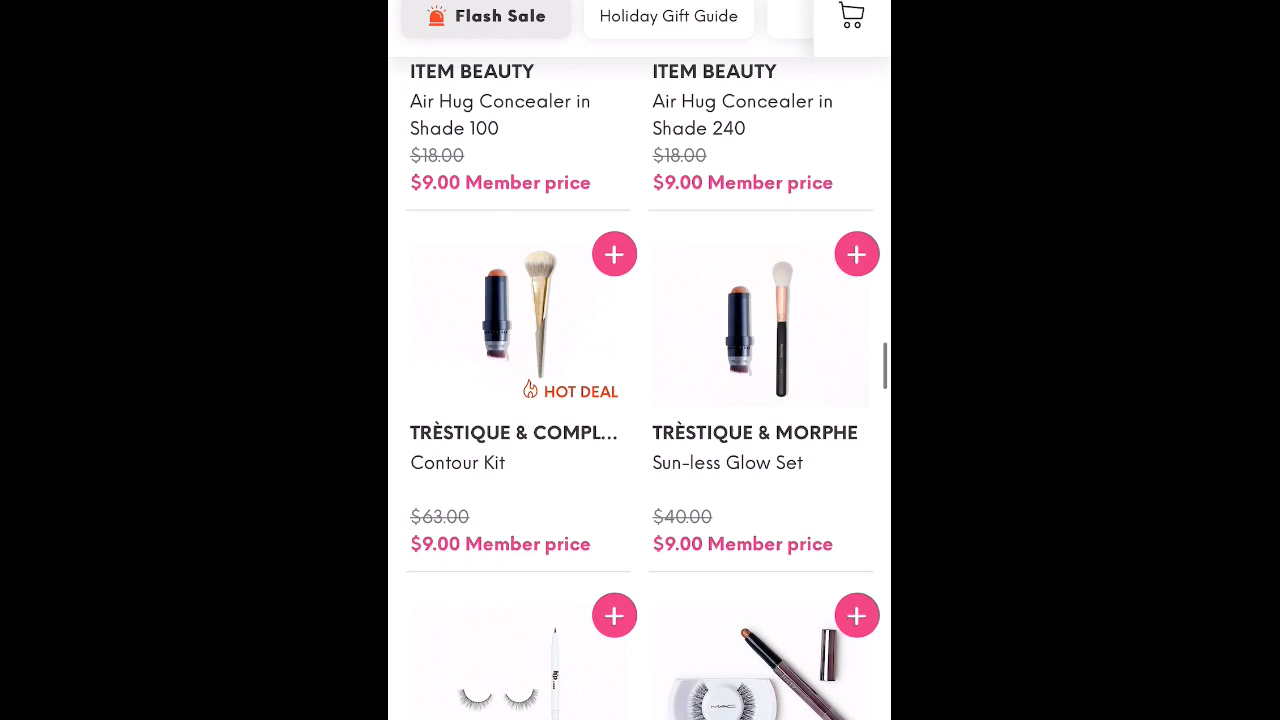 Flash Sale
Holiday Gift Guide
ITEM BEAUTY
Air Hug Concealer in
Shade 100
$18.00
$9.00 Member price
ITEM BEAUTY
Air Hug Concealer in
Shade 240
$18.00
$9.00 Member price
HOT DEAL
TRÈSTIQUE & COMPL...
Contour Kit
$63.00
$9.00 Member price
TRÈSTIQUE & MORPHE
Sun-less Glow Set
$40.00
$9.00 Member price
MAC